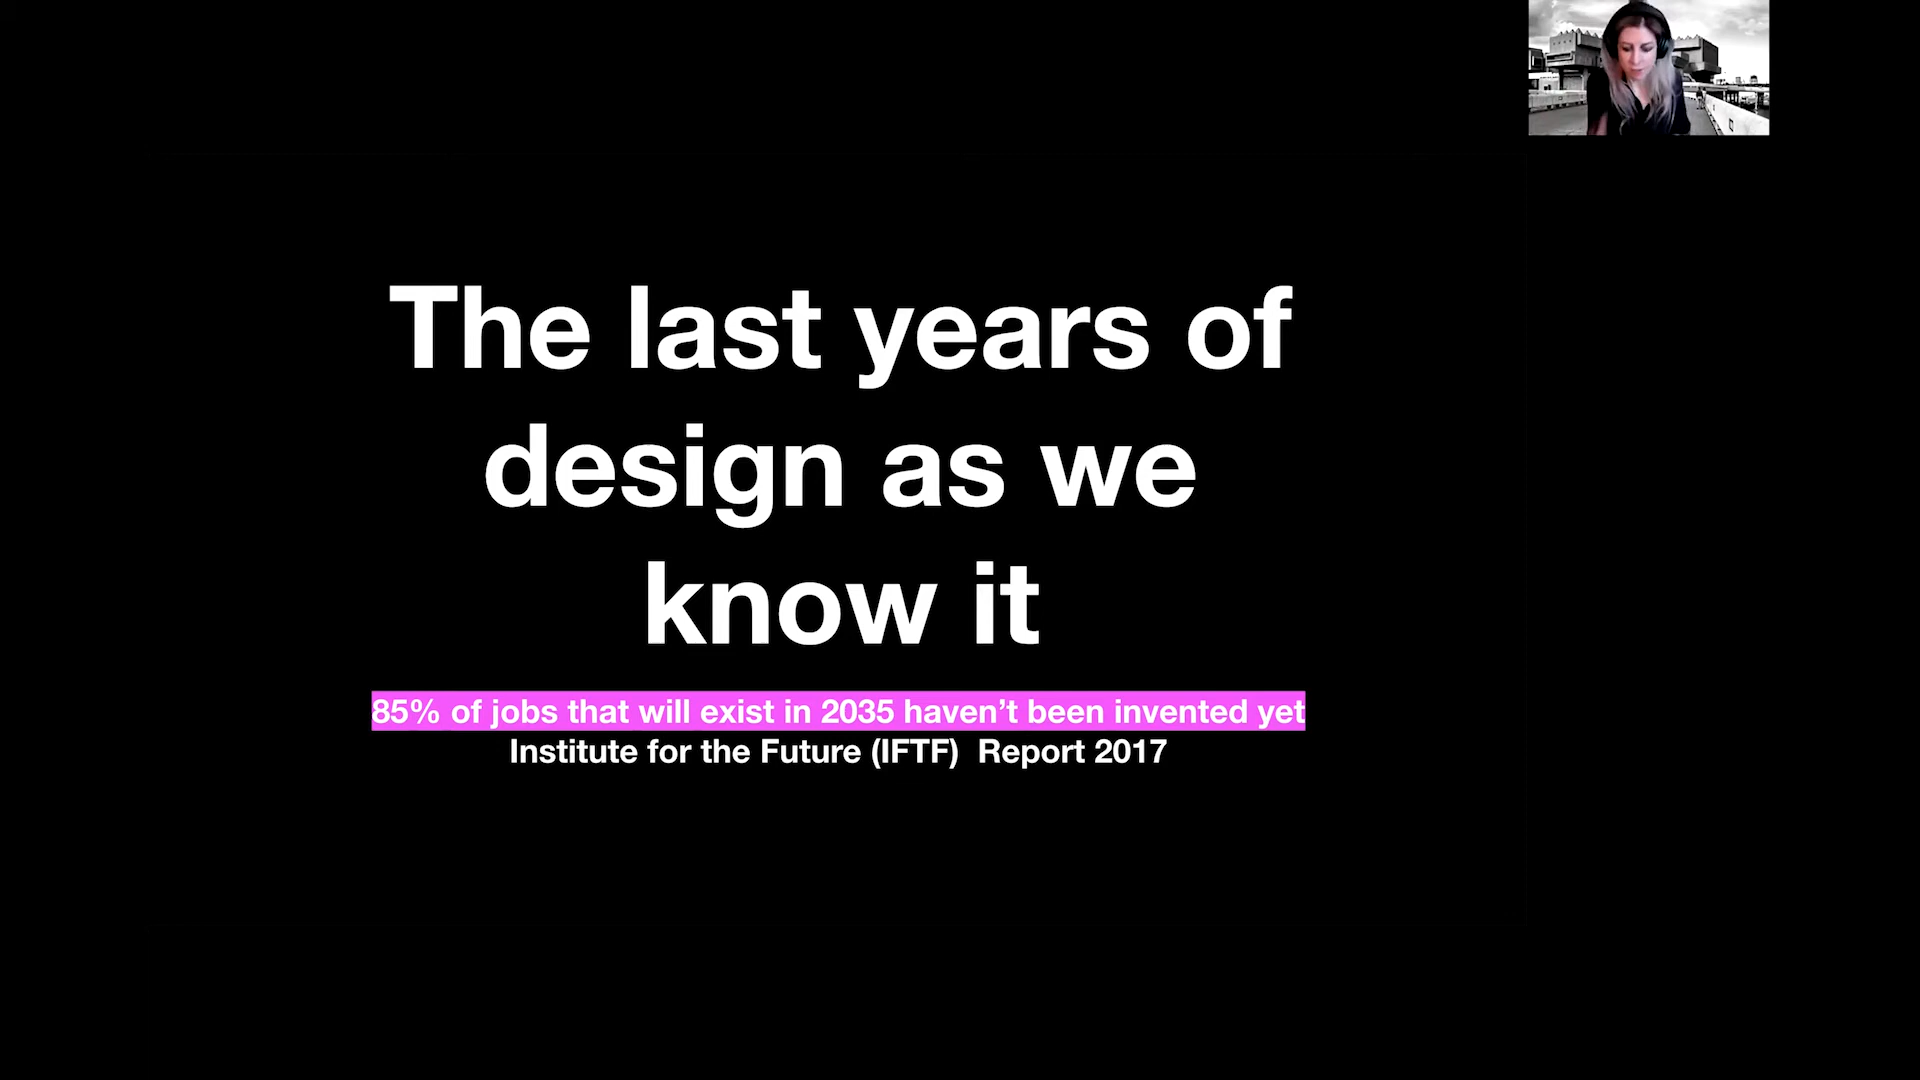 The last years of
design as we
know it
85% of jobs that will exist in 2035 haven’t been invented yet
Institute for the Future (IFTF)  Report 2017